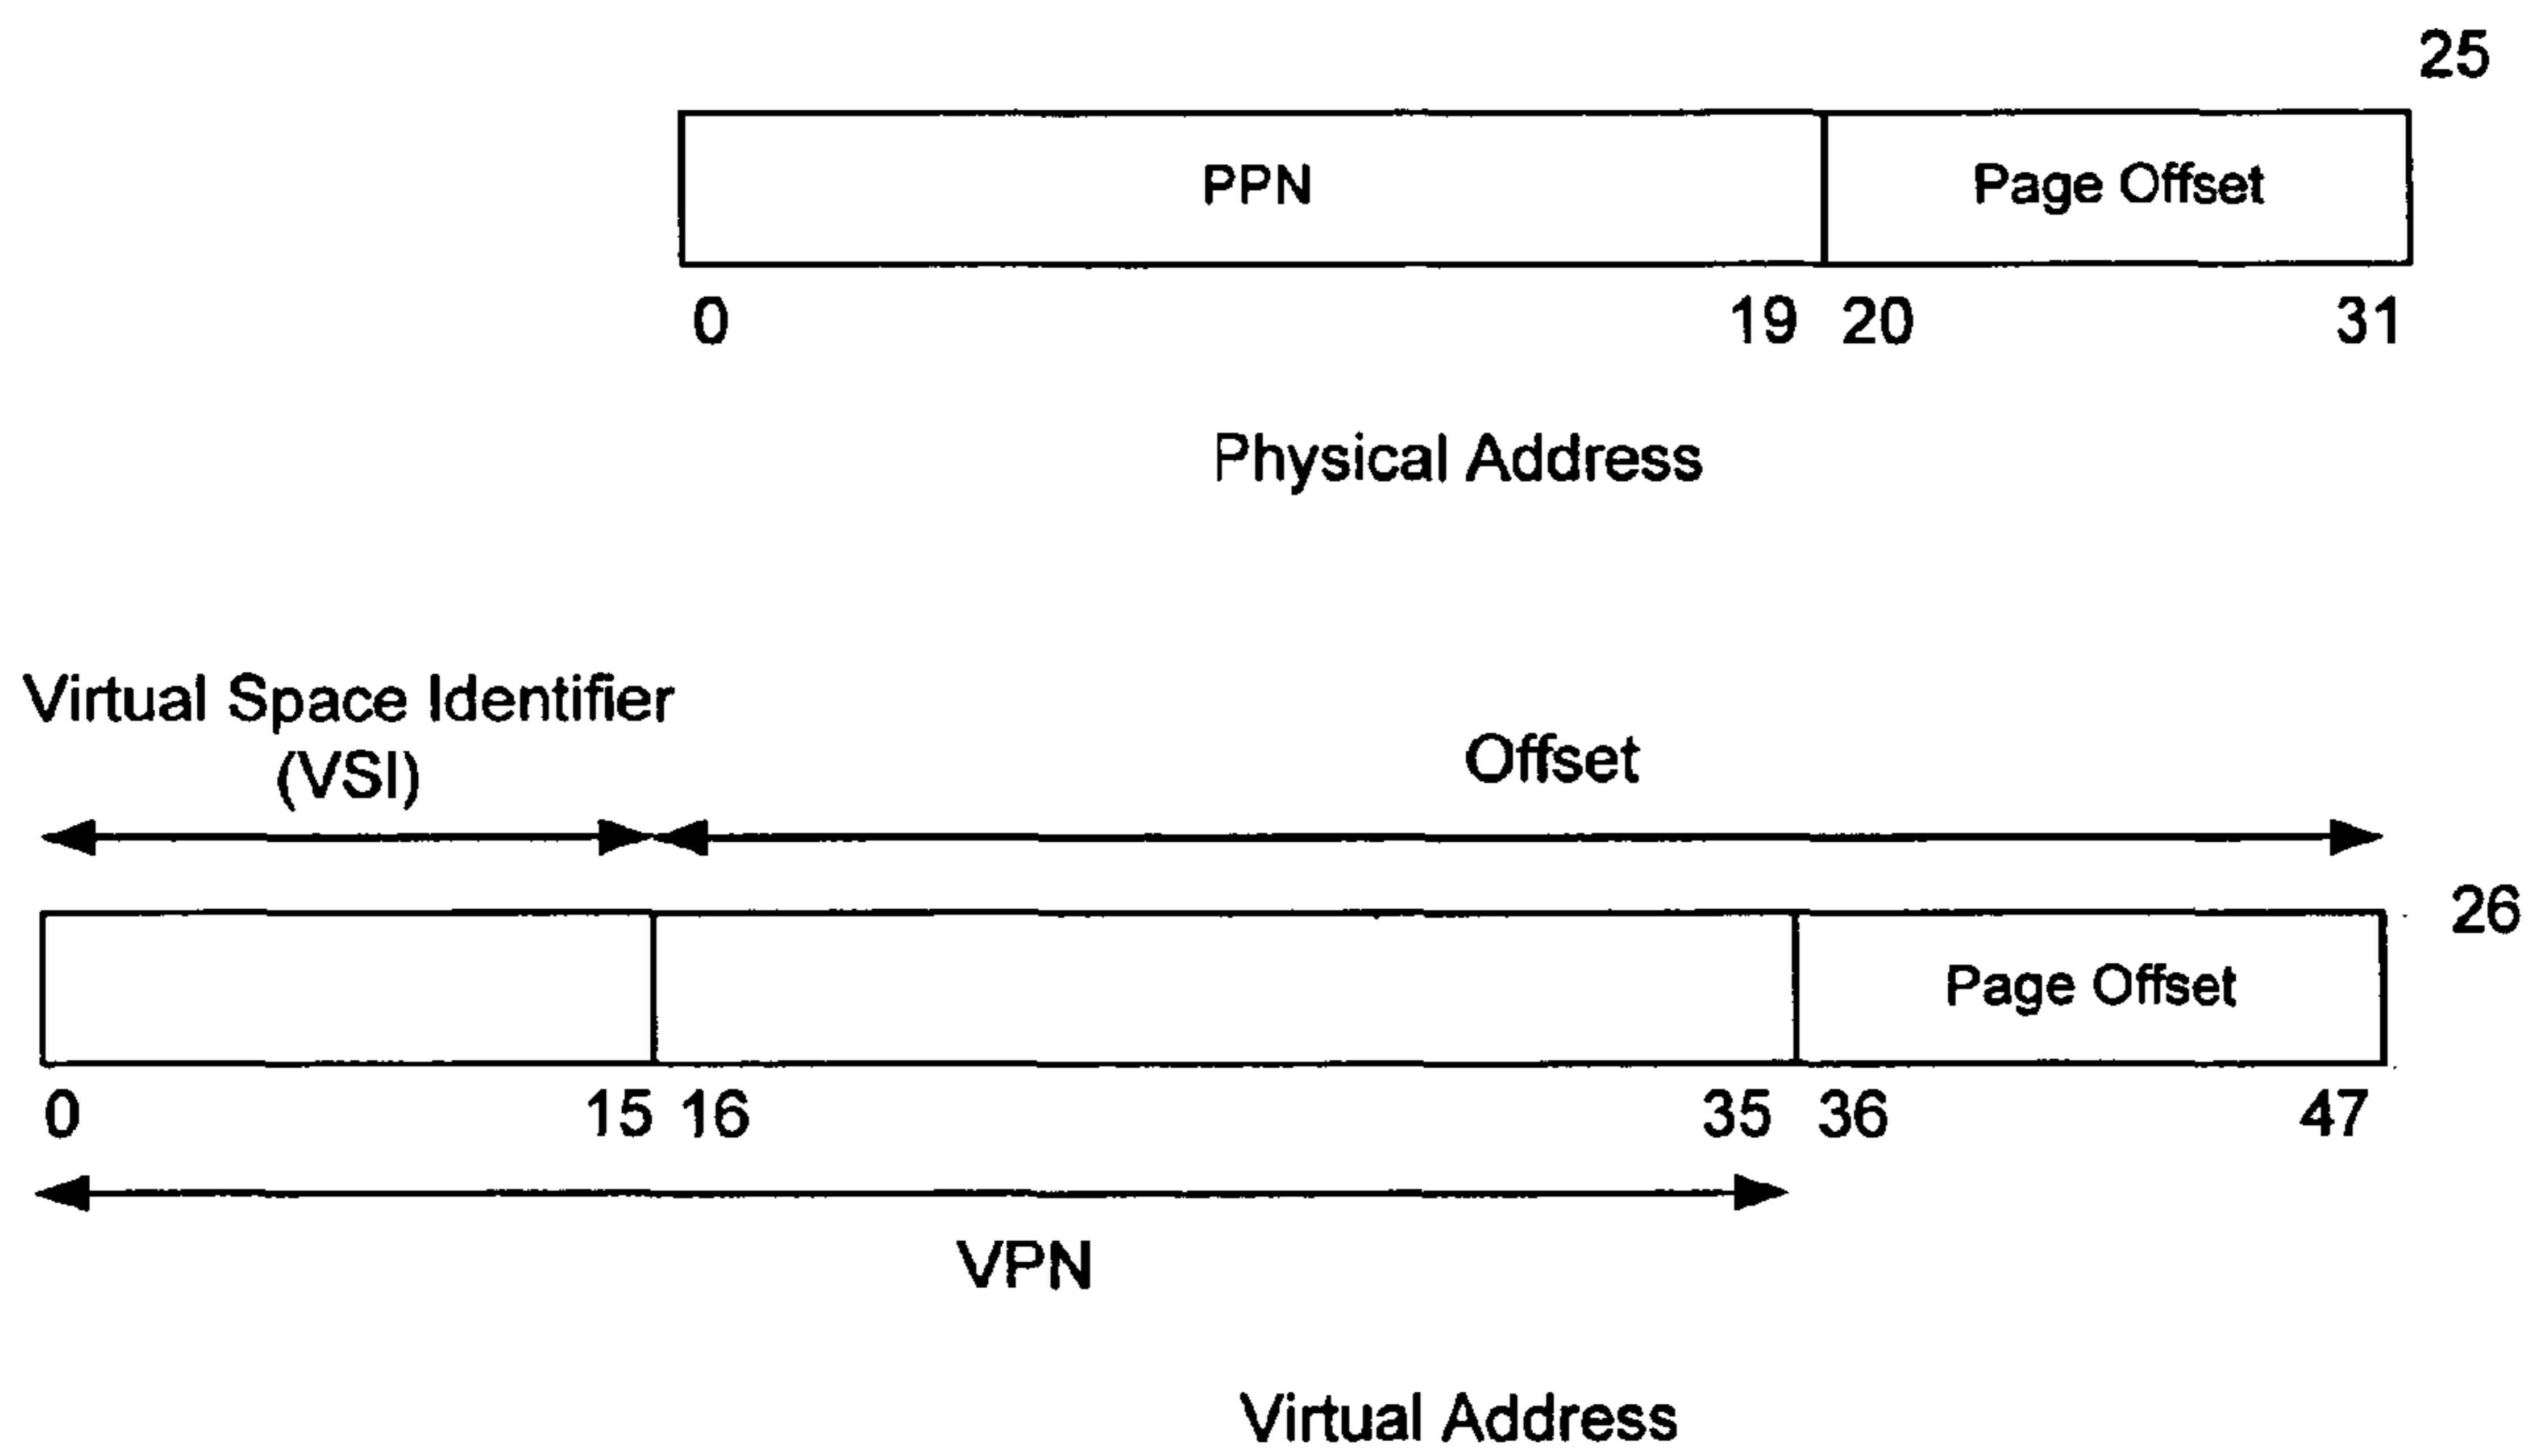 25
PPN Page Offset
0 19 20 31
Physical Address
Virtual Space Identifier
(VSI)
Offset
26
Page Offset
0 15 16 35 36 47
VPN
Virtual Address